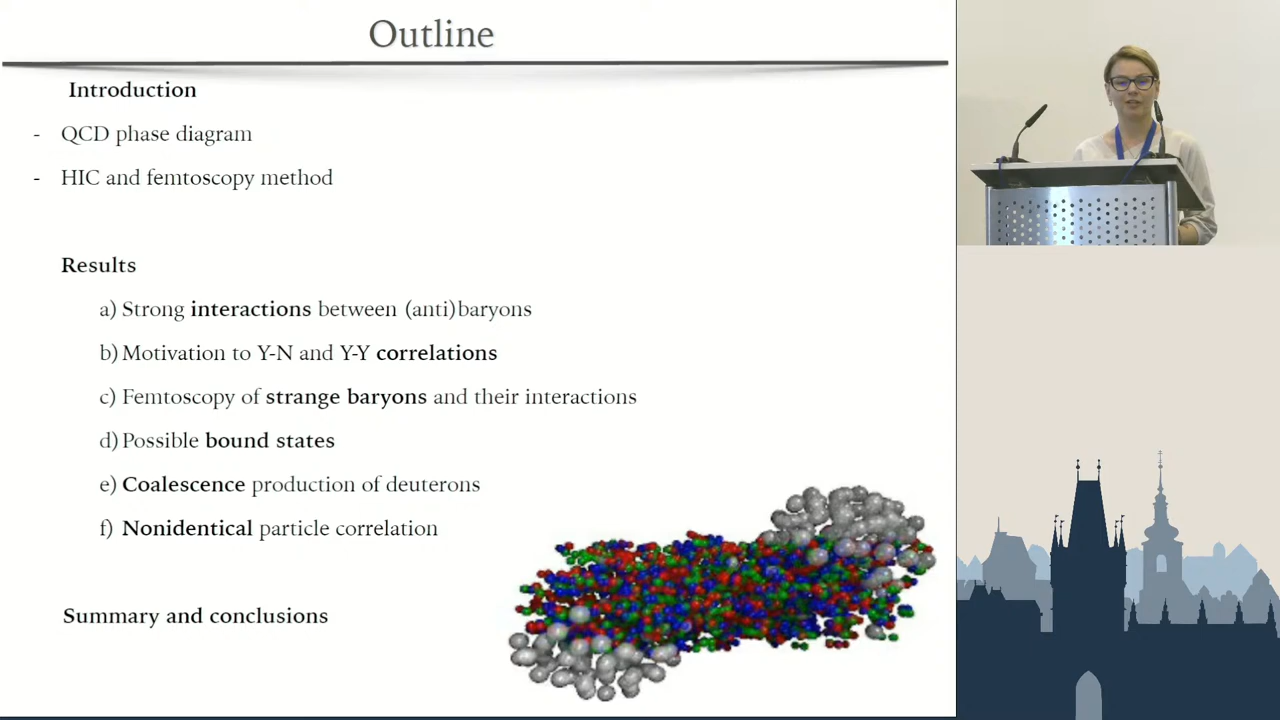 Outline
Introduction
- QCD phase diagram
- HIC and femtoscopy method
Results
a) Strong interactions between (anti)baryons
b) Motivation to Y-N and Y-Y correlations
c) Femtoscopy of strange baryons and their interactions
d) Possible bound states
e) Coalescence production of deuterons
f) Nonidentical particle correlation
Summary and conclusions